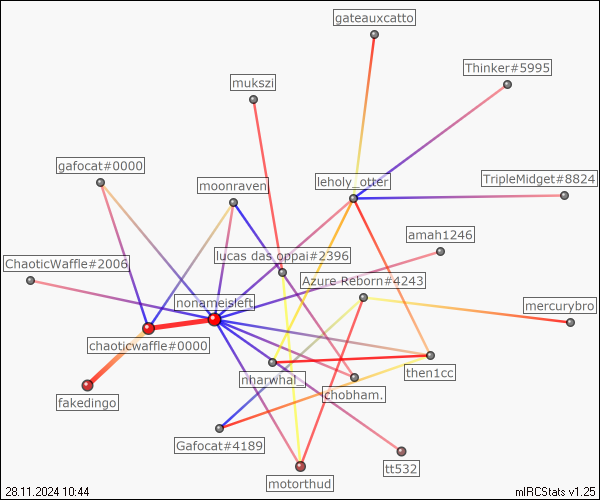 gateauxcatto
Thinker#5995
mukszi
gafocat#0000
moonraven
leholy_otter
TripleMidget#8824
amah1246
lucas das oppai#2396
ChaoticWaffle#2006
Azure Reborn#4243
nonameisleft
mercurybro
chaoticwaffle#0000
then1cc
nharwhal_
chobham.
fakedingo
Gafocat#4189
tt532
motorthud
28.11.2024 10:44
mIRCStats v1.25